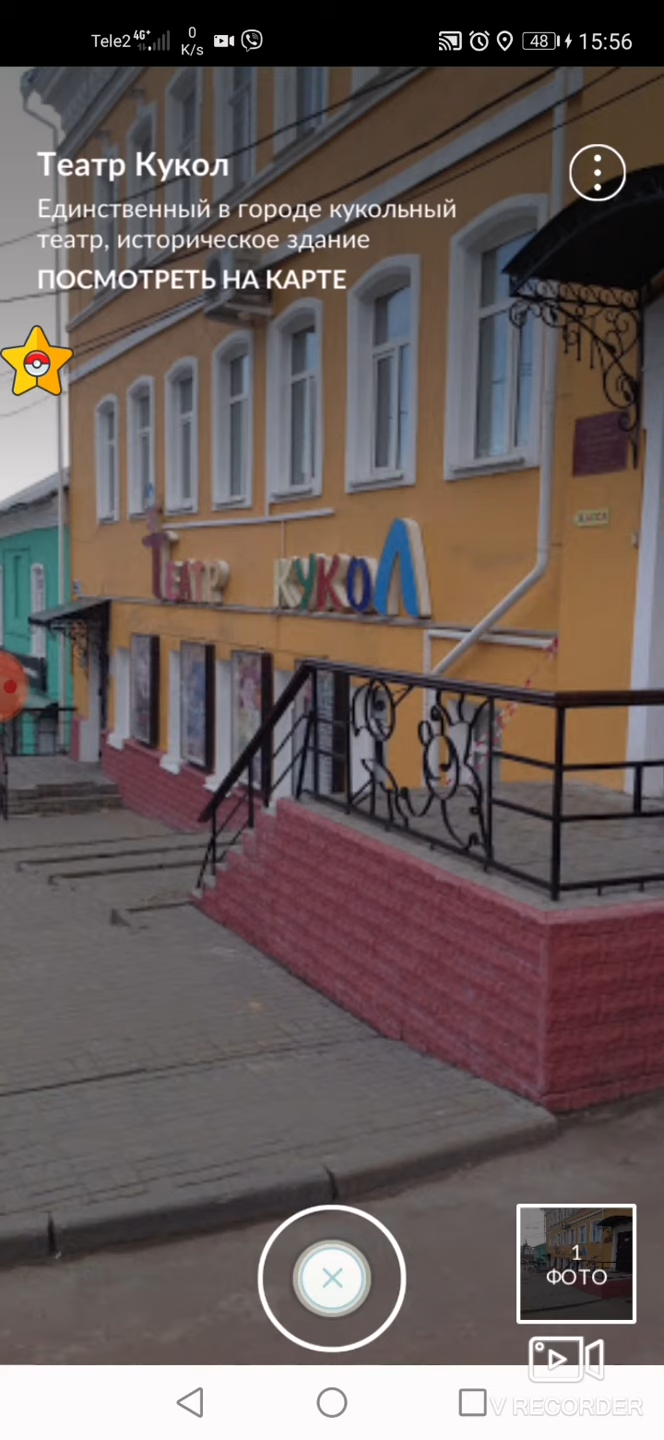 Tele2 4G+ 0 K/s 48 15:56
Театр Кукол
Единственный в городе кукольный
театр, историческое здание
ПОСМОТРЕТЬ НА КАРТЕ
КАССА
ТЕАТР КУКОЛ
1
ФОТО
V RECORDER